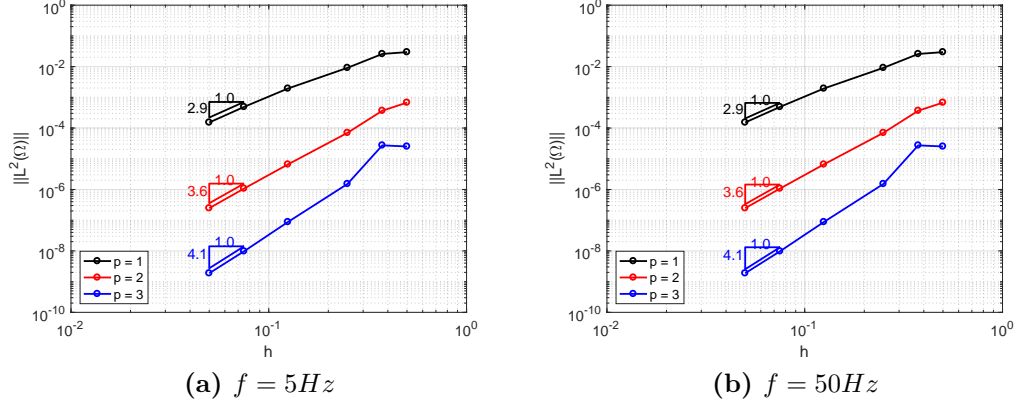 10^0
10^-2
10^-4
10^-6
10^-8
10^-10
||L^2(Ω)||
1.0
2.9
1.0
3.6
1.0
4.1
p = 1
p = 2
p = 3
10^-2
10^-1
10^0
h
(a) f = 5Hz
10^0
10^-2
10^-4
10^-6
10^-8
10^-10
||L^2(Ω)||
1.0
2.9
1.0
3.6
1.0
4.1
p = 1
p = 2
p = 3
10^-2
10^-1
10^0
h
(b) f = 50Hz